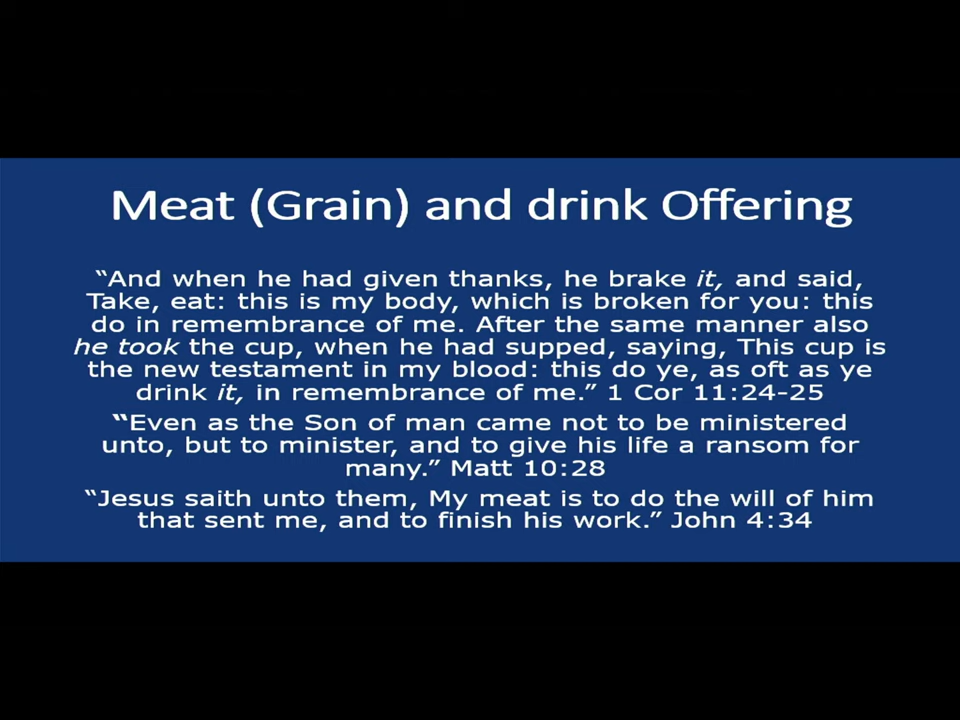 Meat (Grain) and drink Offering
“And when he had given thanks, he brake it, and said,
Take, eat: this is my body, which is broken for you: this
do in remembrance of me. After the same manner also
he took the cup, when he had supped, saying, This cup is
the new testament in my blood: this do ye, as oft as ye
drink it, in remembrance of me.” 1 Cor 11:24-25
“Even as the Son of man came not to be ministered
unto, but to minister, and to give his life a ransom for
many.” Matt 10:28
“Jesus saith unto them, My meat is to do the will of him
that sent me, and to finish his work.” John 4:34